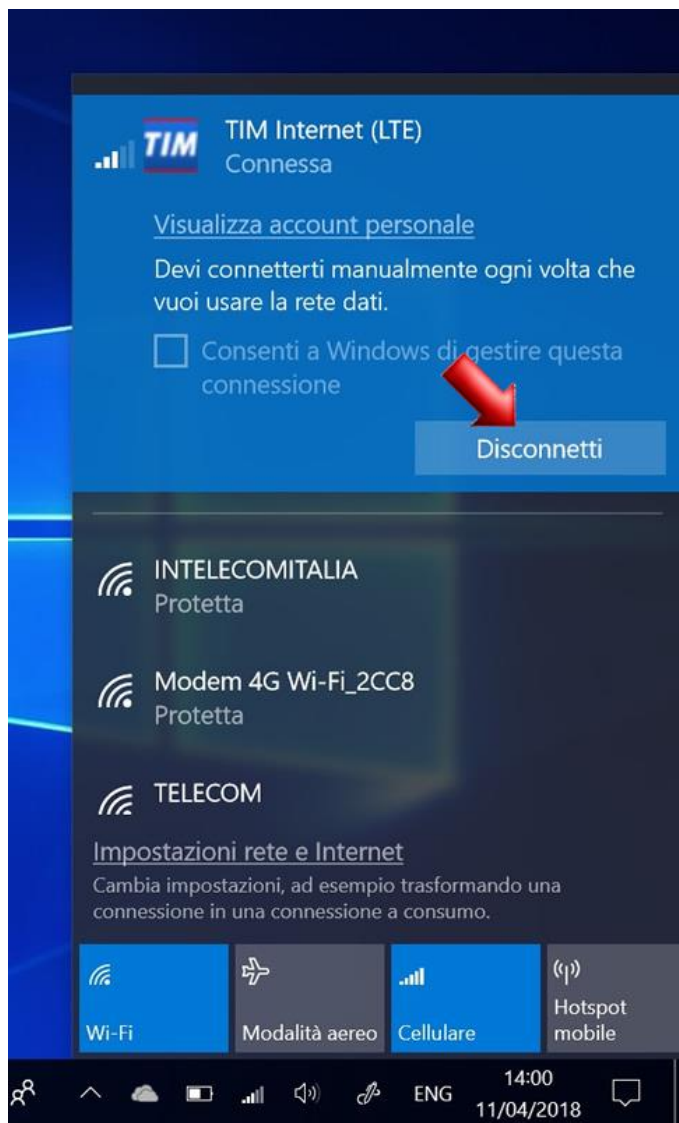 TIM
TIM Internet (LTE)
Connessa
Visualizza account personale
Devi connetterti manualmente ogni volta che
vuoi usare la rete dati.
Consenti a Windows di gestire questa
connessione
Disconnetti
INTELECOMITALIA
Protetta
Modem 4G Wi-Fi_2CC8
Protetta
TELECOM
Impostazioni rete e Internet
Cambia impostazioni, ad esempio trasformando una
connessione in una connessione a consumo.
Wi-Fi
Modalità aereo
Cellulare
Hotspot
mobile
ENG
14:00
11/04/2018